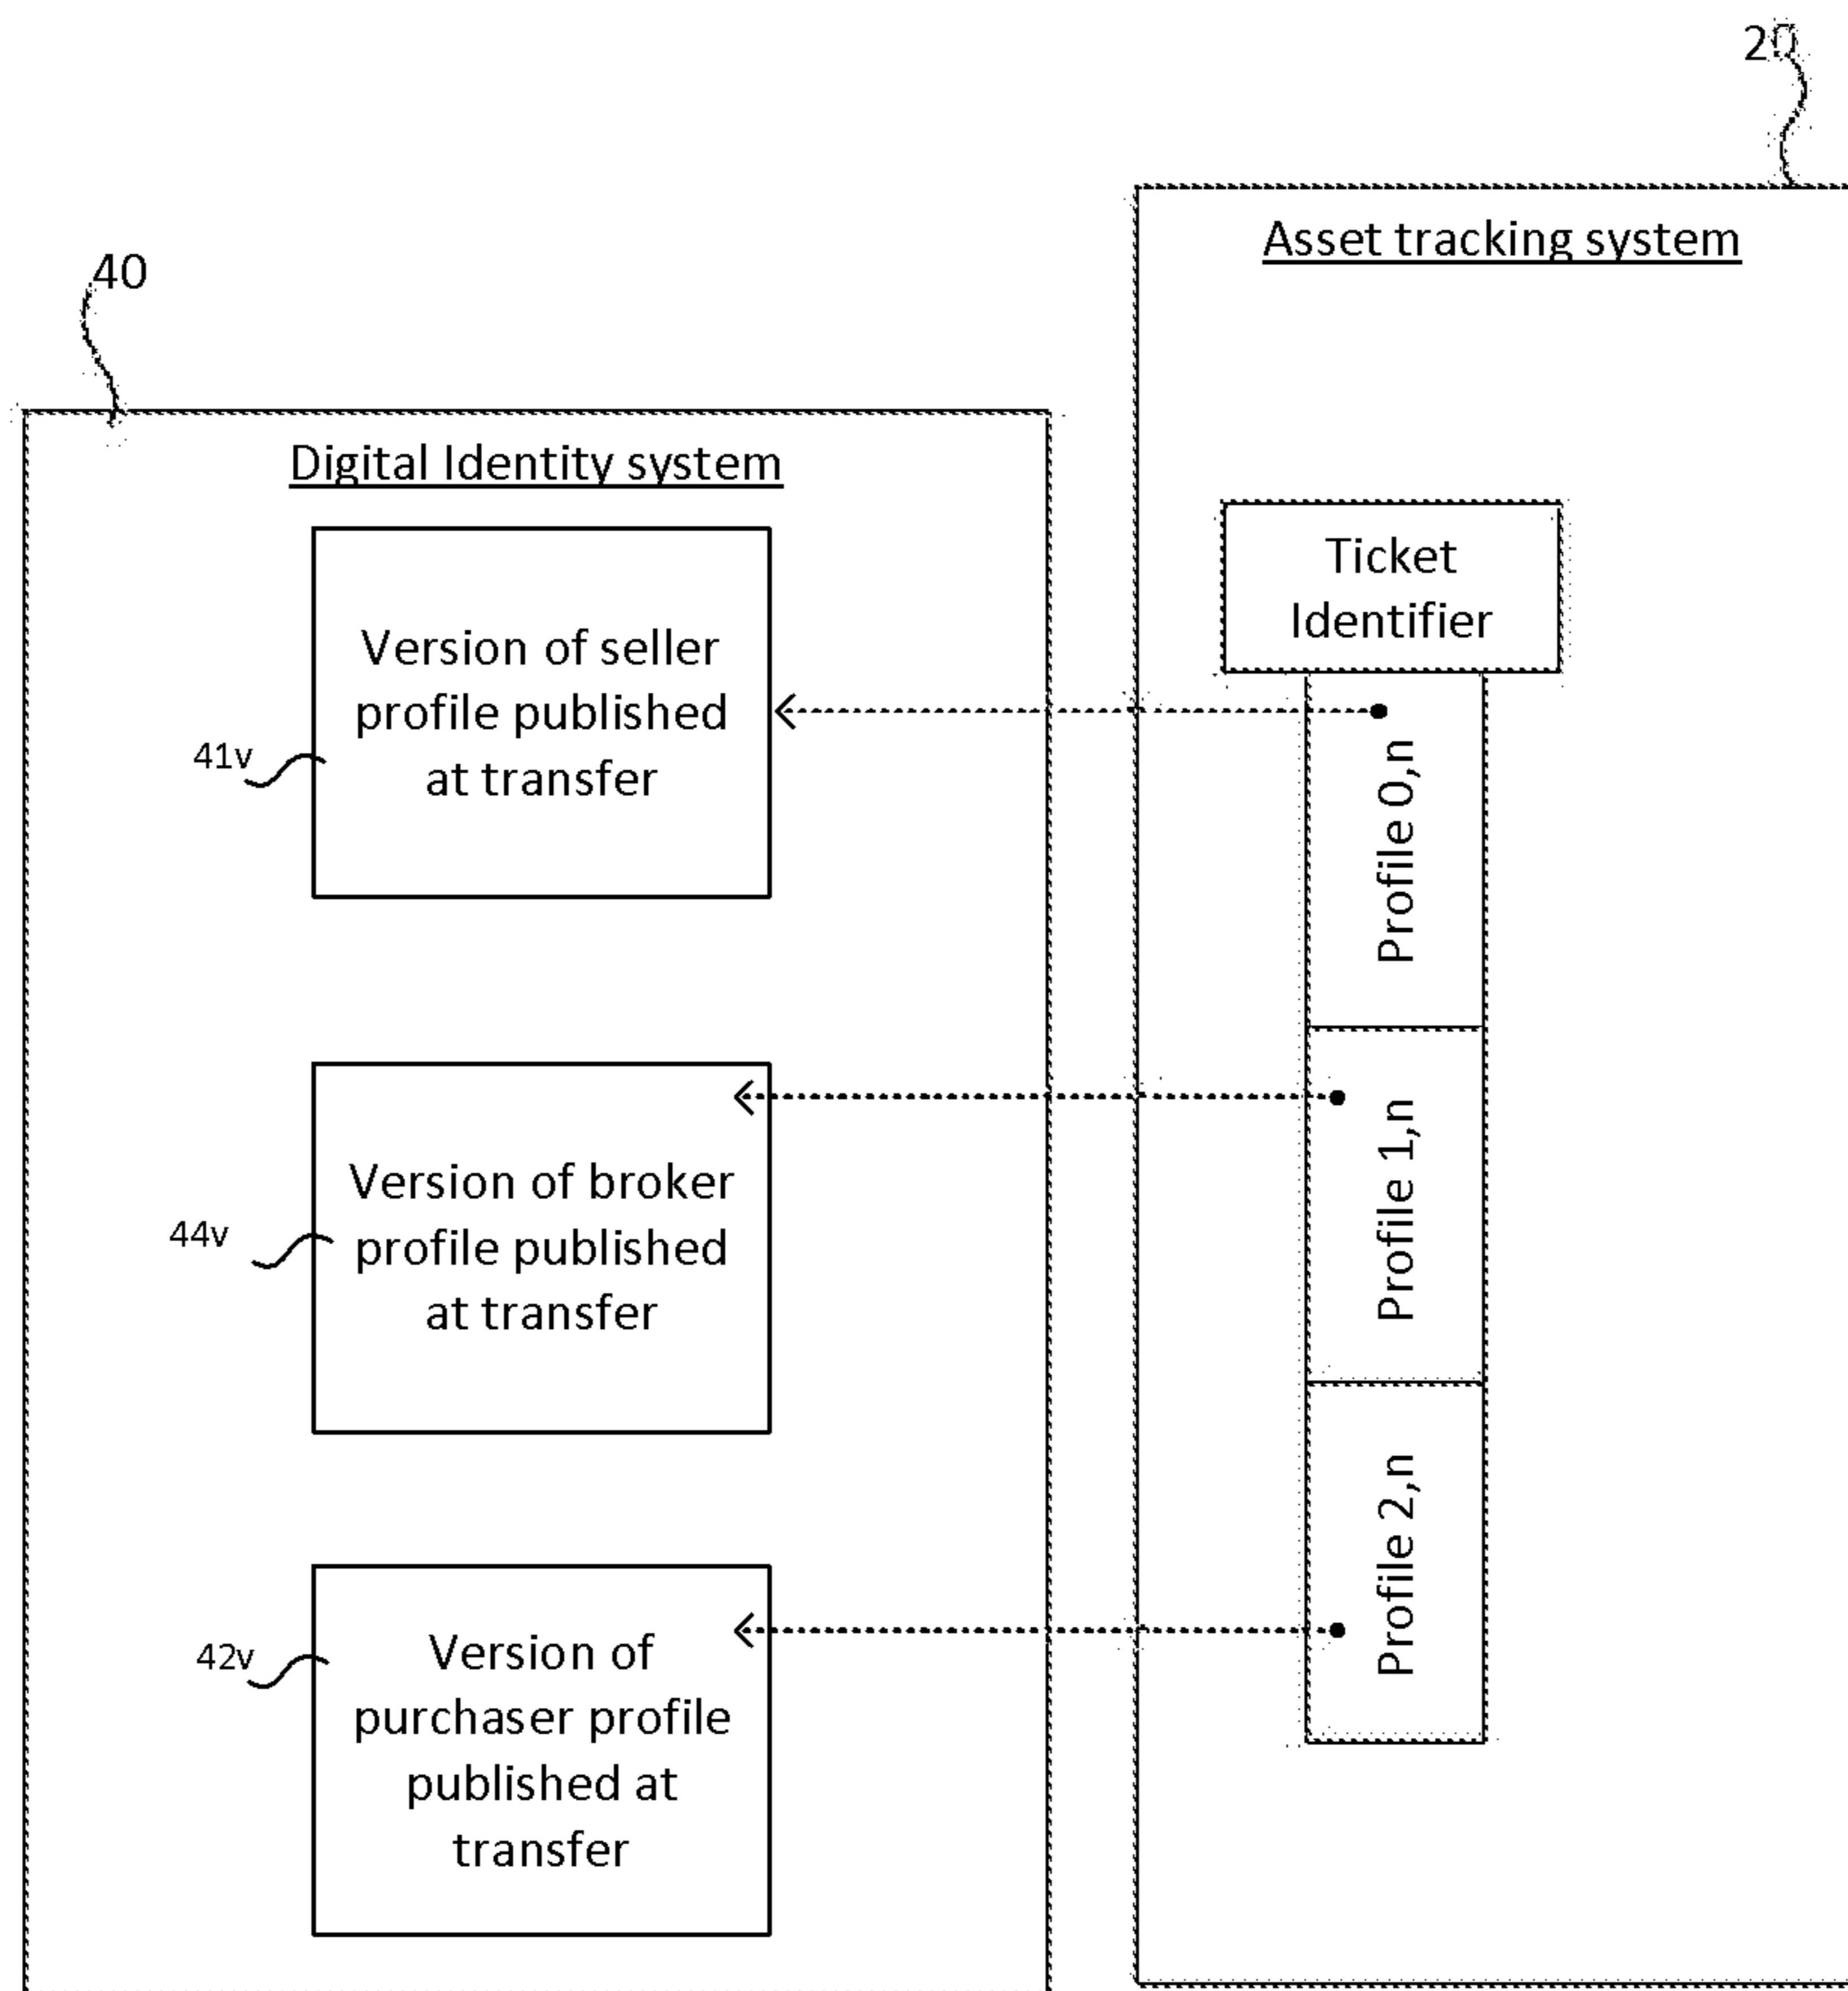 20
Asset tracking system
40
Digital Identity system
Ticket
Identifier
Version of seller
profile published
at transfer
41v
Profile 0,n
Version of broker
profile published
at transfer
44v
Profile 1,n
Version of
purchaser profile
published at
transfer
42v
Profile 2,n